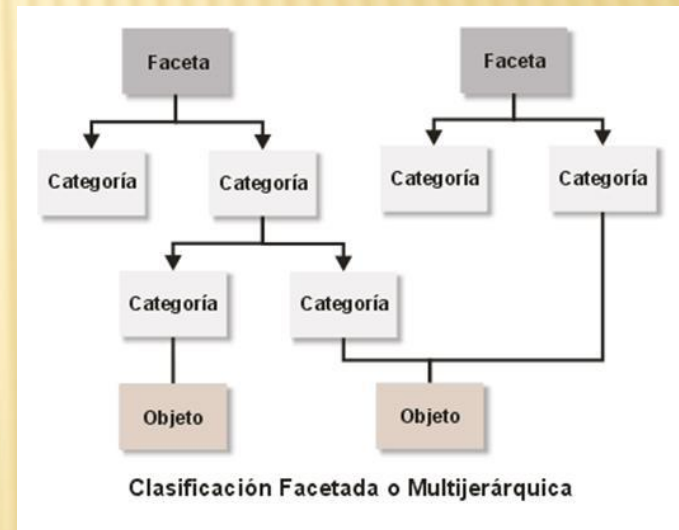 Faceta
Faceta
Categoría
Categoría
Categoría
Categoría
Categoría
Categoría
Objeto
Objeto
Clasificación Facetada o Multijerárquica